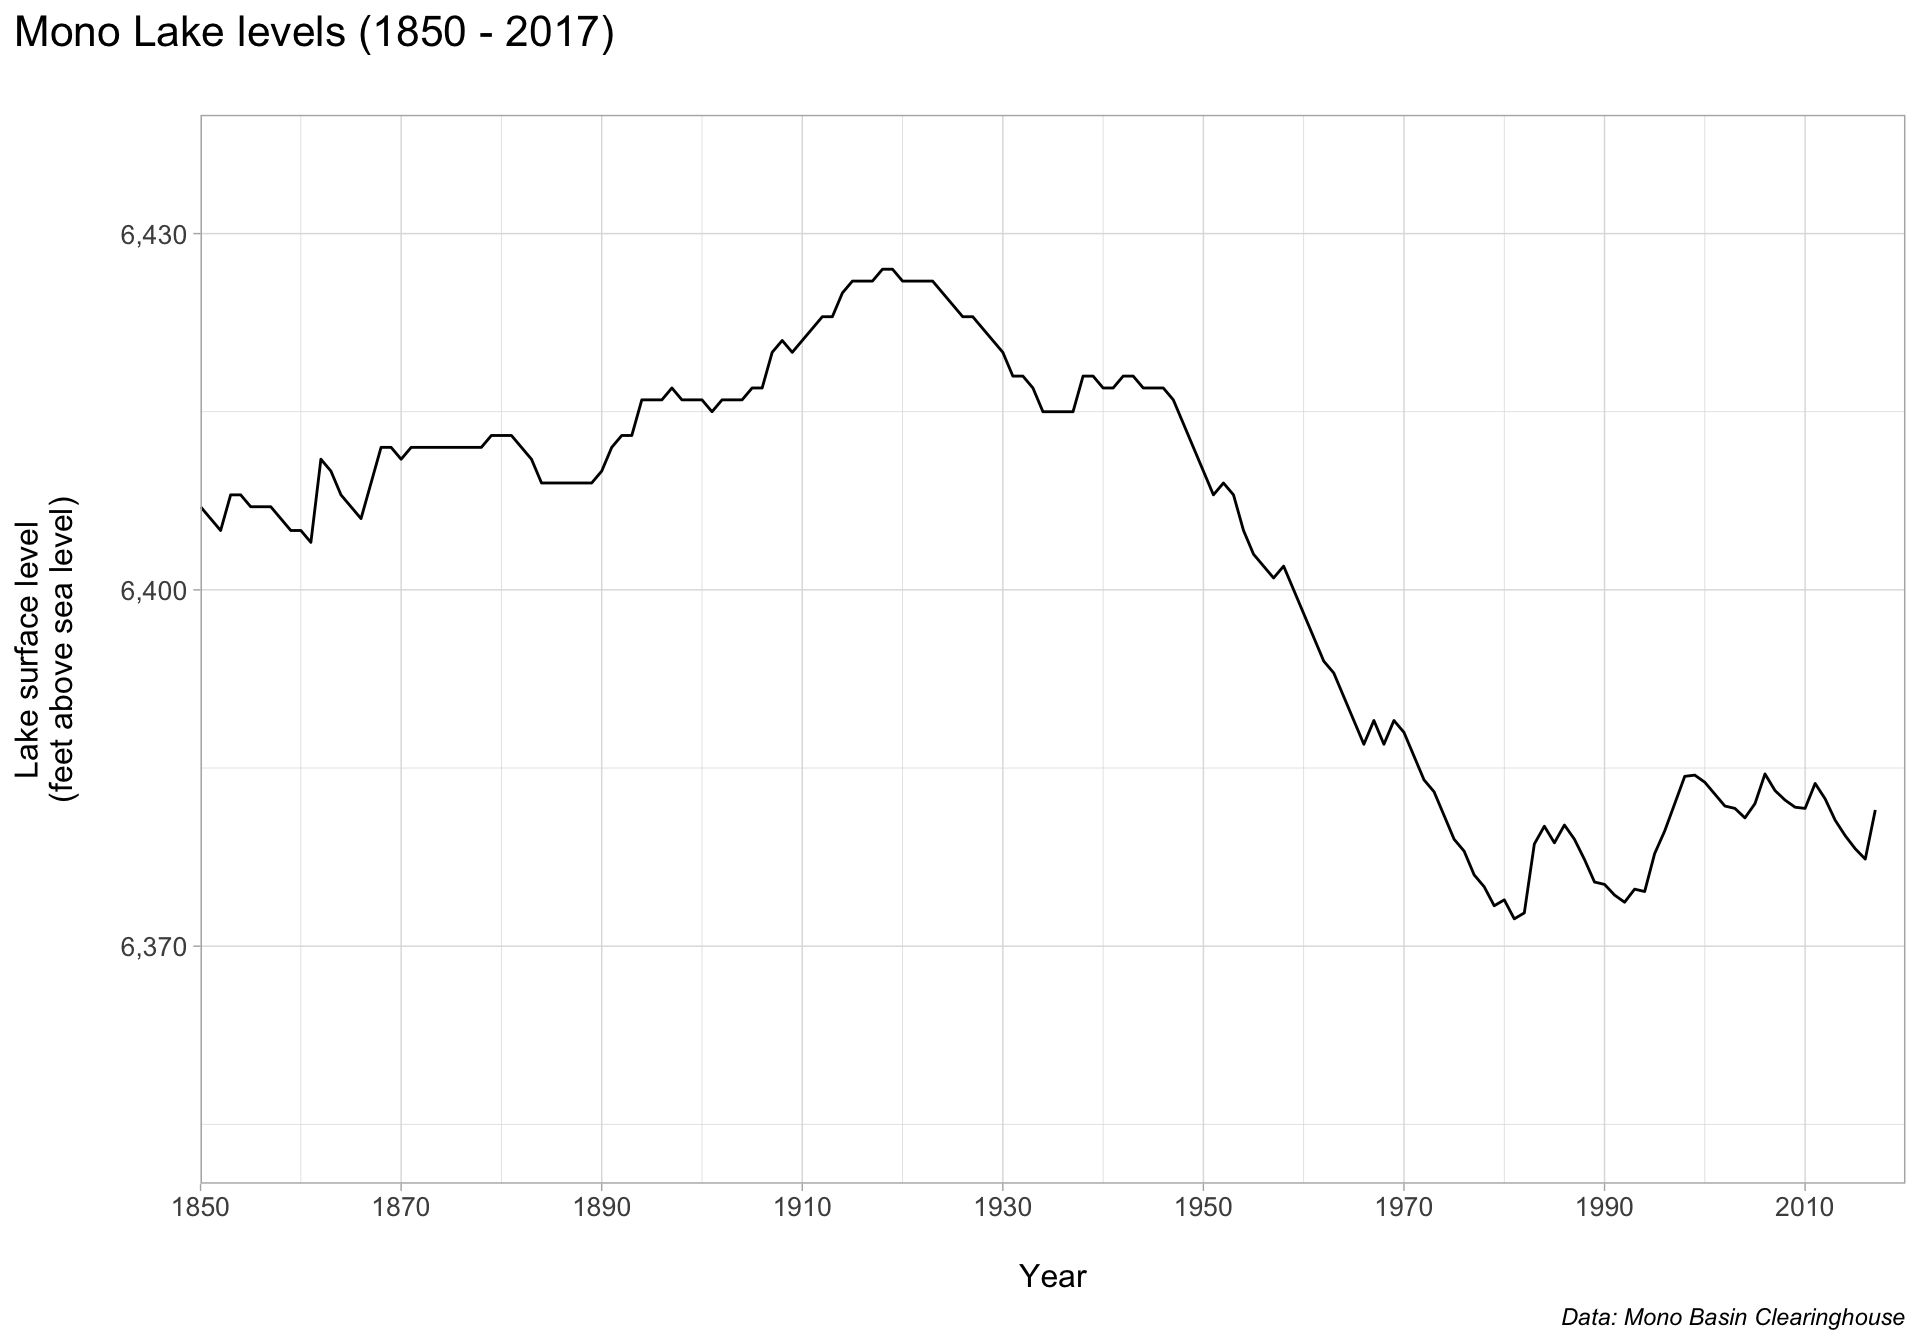 Mono Lake levels (1850 - 2017)
Lake surface level
(feet above sea level)
6,430
6,400
6,370
1850 1870 1890 1910 1930 1950 1970 1990 2010
Year
Data: Mono Basin Clearinghouse